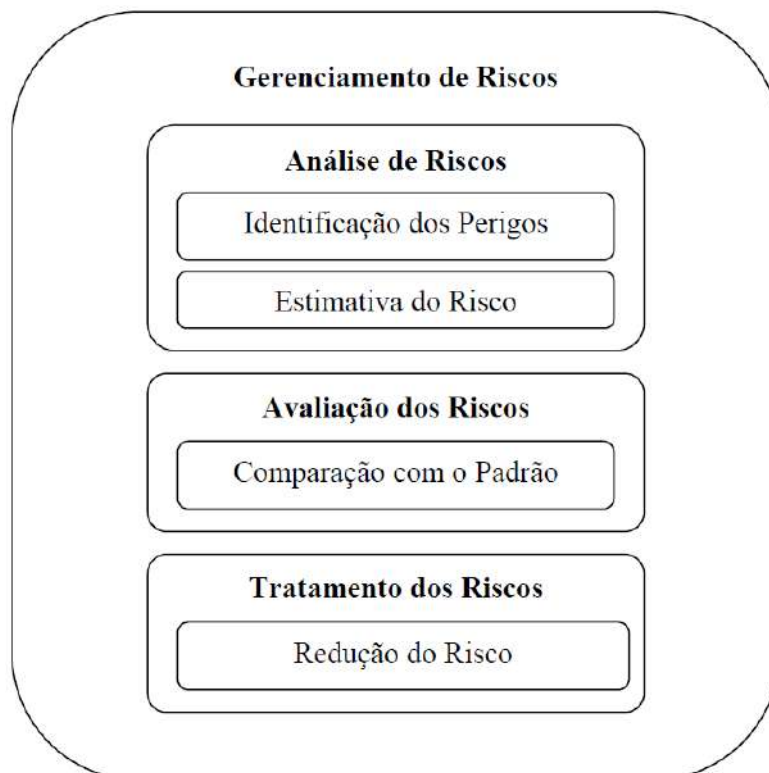 Gerenciamento de Riscos
Análise de Riscos
Identificação dos Perigos
Estimativa do Risco
Avaliação dos Riscos
Comparação com o Padrão
Tratamento dos Riscos
Redução do Risco